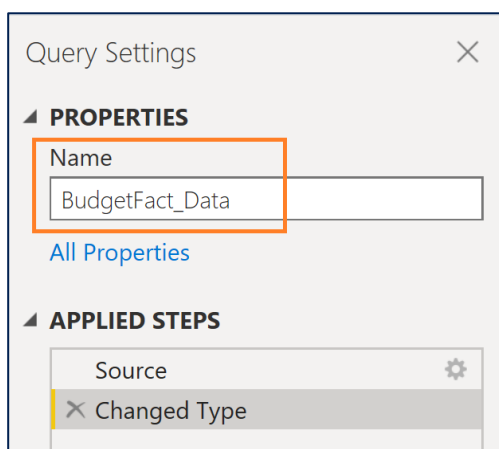 Query Settings
PROPERTIES
Name
BudgetFact_Data
All Properties
APPLIED STEPS
Source
Changed Type